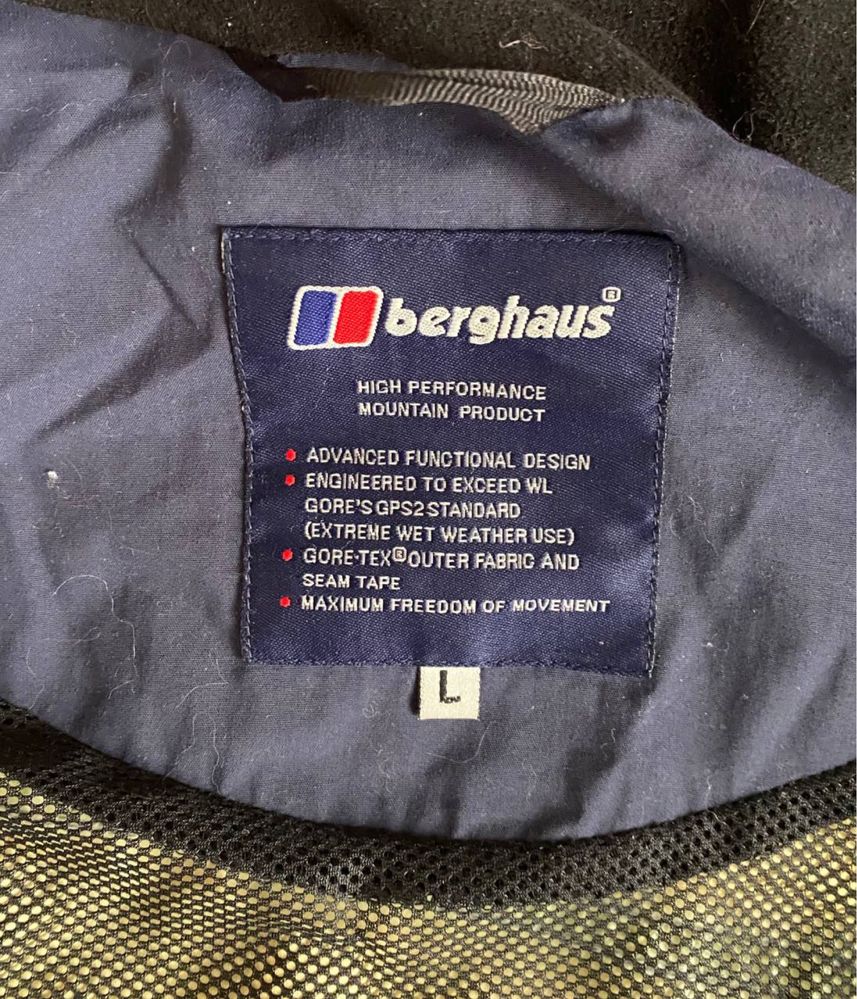 berghaus®
HIGH PERFORMANCE
MOUNTAIN PRODUCT
• ADVANCED FUNCTIONAL DESIGN
• ENGINEERED TO EXCEED WL
GORE'S GPS2 STANDARD
(EXTREME WET WEATHER USE)
• GORE-TEX® OUTER FABRIC AND
SEAM TAPE
• MAXIMUM FREEDOM OF MOVEMENT
L